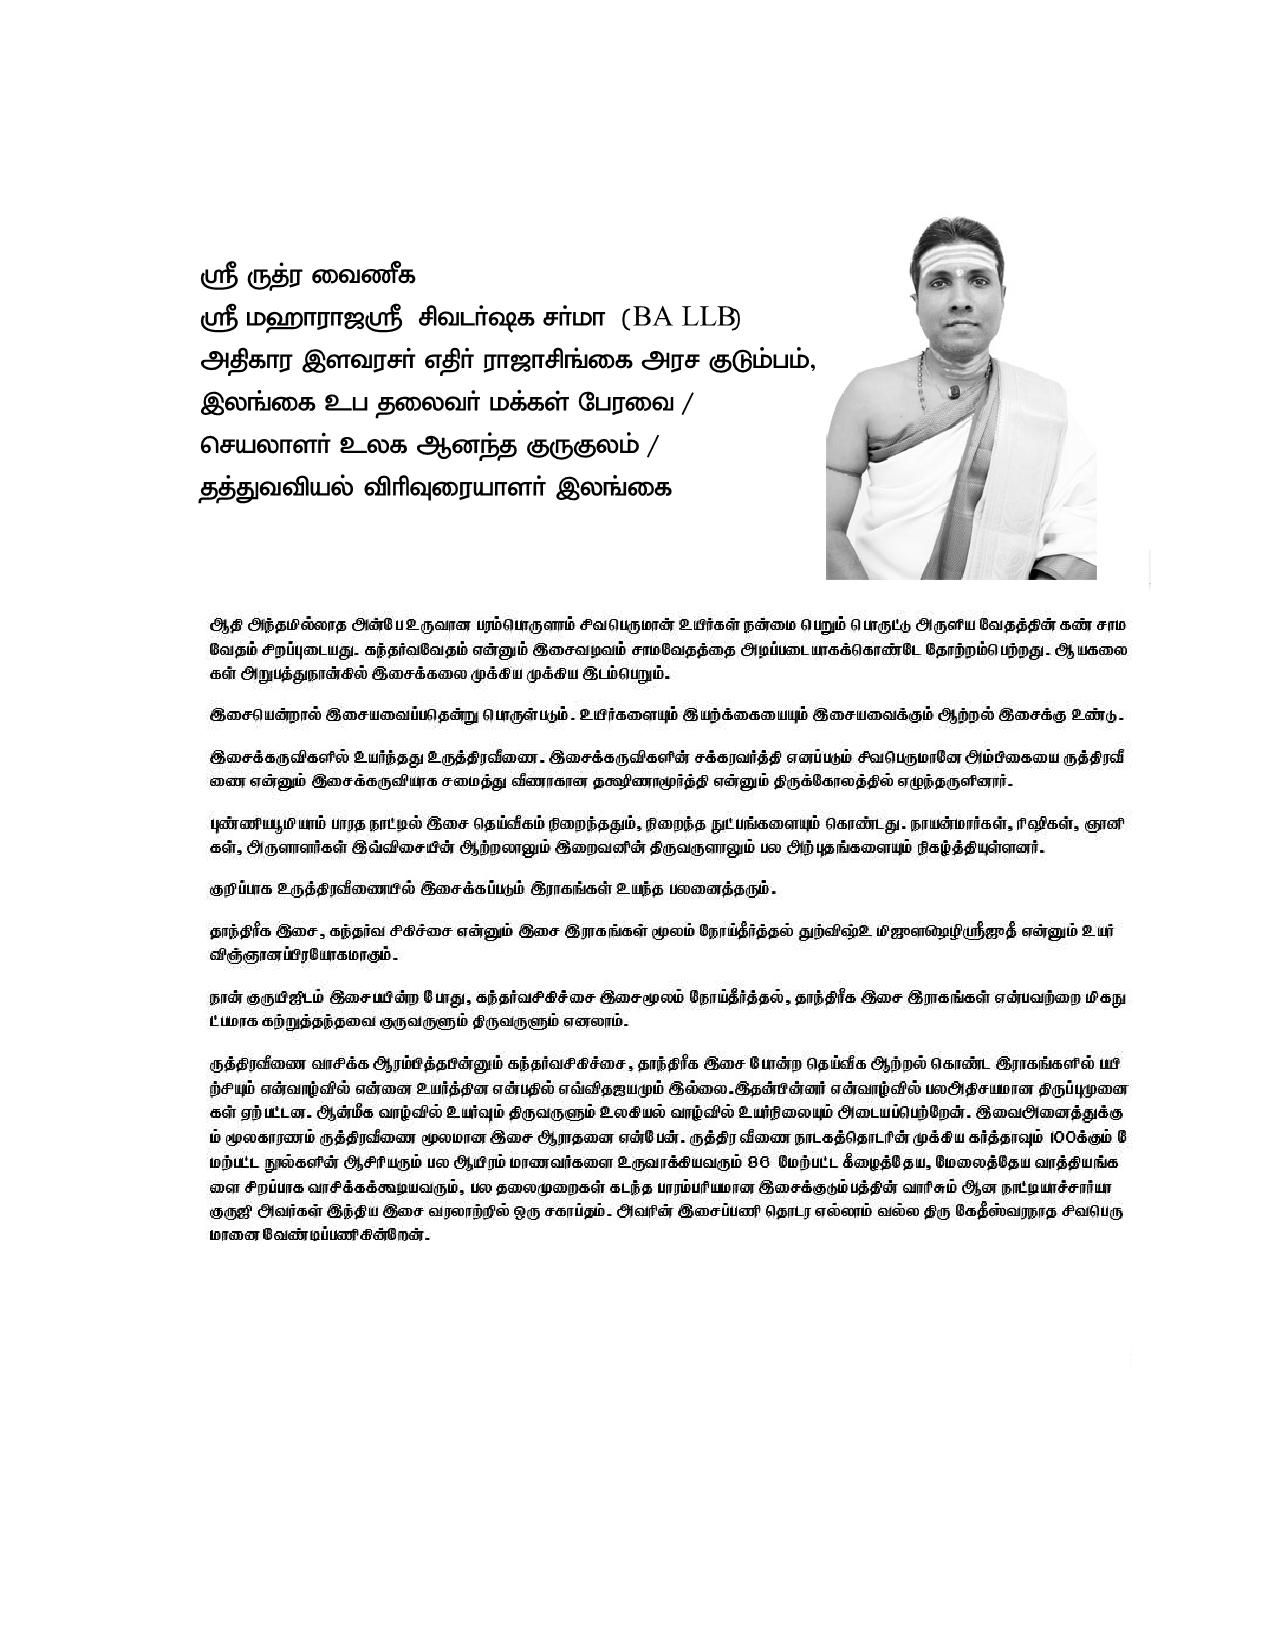 ஸ்ரீ ருத்ர வைணீக
ஸ்ரீ மஹாராஜஸ்ரீ சிவடர்ஷக சர்மா (BA LLB)
அதிகார இளவரசர் எதிர் ராஜாசிங்கை அரச குடும்பம்,
இலங்கை உப தலைவர் மக்கள் பேரவை /
செயலாளர் உலக ஆனந்த குருகுலம் /
தத்துவவியல் விரிவுரையாளர் இலங்கை
ஆதி அந்தமில்லாத அன்பே உருவான பரம்பொருளாம் சிவபெருமான் உயிர்கள் நன்மை பெறும் பொருட்டு அருளிய வேதத்தின் கண் சாம
வேதம் சிறப்புடையது. கந்தர்வவேதம் என்னும் இசைவடிவம் சாமவேதத்தை அடிப்படையாகக்கொண்டே தோற்றம்பெற்றது. ஆயகலை
கள் அறுபத்துநான்கில் இசைக்கலை முக்கிய முக்கிய இடம்பெறும்.
இசையென்றால் இசையவைப்பதென்று பொருள்படும். உயிர்களையும் இயற்க்கையையும் இசையவைக்கும் ஆற்றல் இசைக்கு உண்டு.
இசைக்கருவிகளில் உயர்ந்தது உருத்திரவீணை. இசைக்கருவிகளின் சக்கரவர்த்தி எனப்படும் சிவபெருமானே அம்பிகையை ருத்திரவீ
ணை என்னும் இசைக்கருவியாக சமைத்து வீணாகான தக்ஷிணாமூர்த்தி என்னும் திருக்கோலத்தில் எழுந்தருளினார்.
புண்ணியபூமியாம் பாரத நாட்டில் இசை தெய்வீகம் நிறைந்ததும், நிறைந்த நுட்பங்களையும் கொண்டது. நாயன்மார்கள், ரிஷிகள், ஞானி
கள், அருளாளர்கள் இவ்விசையின் ஆற்றலாலும் இறைவனின் திருவருளாலும் பல அற்புதங்களையும் நிகழ்த்தியுள்ளனர்.
குறிப்பாக உருத்திரவீணையில் இசைக்கப்படும் இராகங்கள் உயந்த பலனைத்தரும்.
தாந்திரீக இசை, கந்தர்வ சிகிச்சை என்னும் இசை இராகங்கள் மூலம் நோய்தீர்த்தல் என்னும் உயர்
விஞ்ஞானப்பிரயோகமாகும்.
நான் குருயிஜிடம் இசைபயின்ற போது, கந்தர்வசிகிச்சை இசைமூலம் நோய்தீர்த்தல், தாந்திரீக இசை இராகங்கள் என்பவற்றை மிகநு
ட்பமாக கற்றுத்தந்தவை குருவருளும் திருவருளும் எனலாம்.
ருத்திரவீணை வாசிக்க ஆரம்பித்தபின்னும் கந்தர்வசிகிச்சை, தாந்திரீக இசை போன்ற தெய்வீக ஆற்றல் கொண்ட இராகங்களில் பயி
ற்சியும் என்வாழ்வில் என்னை உயர்த்தின என்பதில் எவ்விதஐயமும் இல்லை.இதன்பின்னர் என்வாழ்வில் பலஅதிசயமான திருப்புமுனை
கள் ஏற்பட்டன. ஆன்மீக வாழ்வில் உயர்வும் திருவருளும் உலகியல் வாழ்வில் உயர்நிலையும் அடையப்பெற்றேன். இவைஅனைத்துக்கு
ம் மூலகாரணம் ருத்திரவீணை மூலமான இசை ஆராதனை என்பேன். ருத்திர வீணை நாடகத்தொடரின் முக்கிய கர்த்தாவும் 100க்கும் மே
மற்பட்ட நூல்களின் ஆசிரியரும் பல ஆயிரம் மாணவர்களை உருவாக்கியவரும் 86 மேற்பட்ட கீழைத்தேய, மேலைத்தேய வாத்தியங்க
ளை சிறப்பாக வாசிக்கக்கூடியவரும், பல தலைமுறைகள் கடந்த பாரம்பரியமான இசைக்குடும்பத்தின் வாரிசும் ஆன நாட்டியாச்சார்யா
குருஜி அவர்கள் இந்திய இசை வரலாற்றில் ஒரு சகாப்தம். அவரின் இசைப்பணி தொடர எல்லாம் வல்ல திரு கேதீஸ்வரநாத சிவபெரு
மானை வேண்டிப்பணிகின்றேன்.